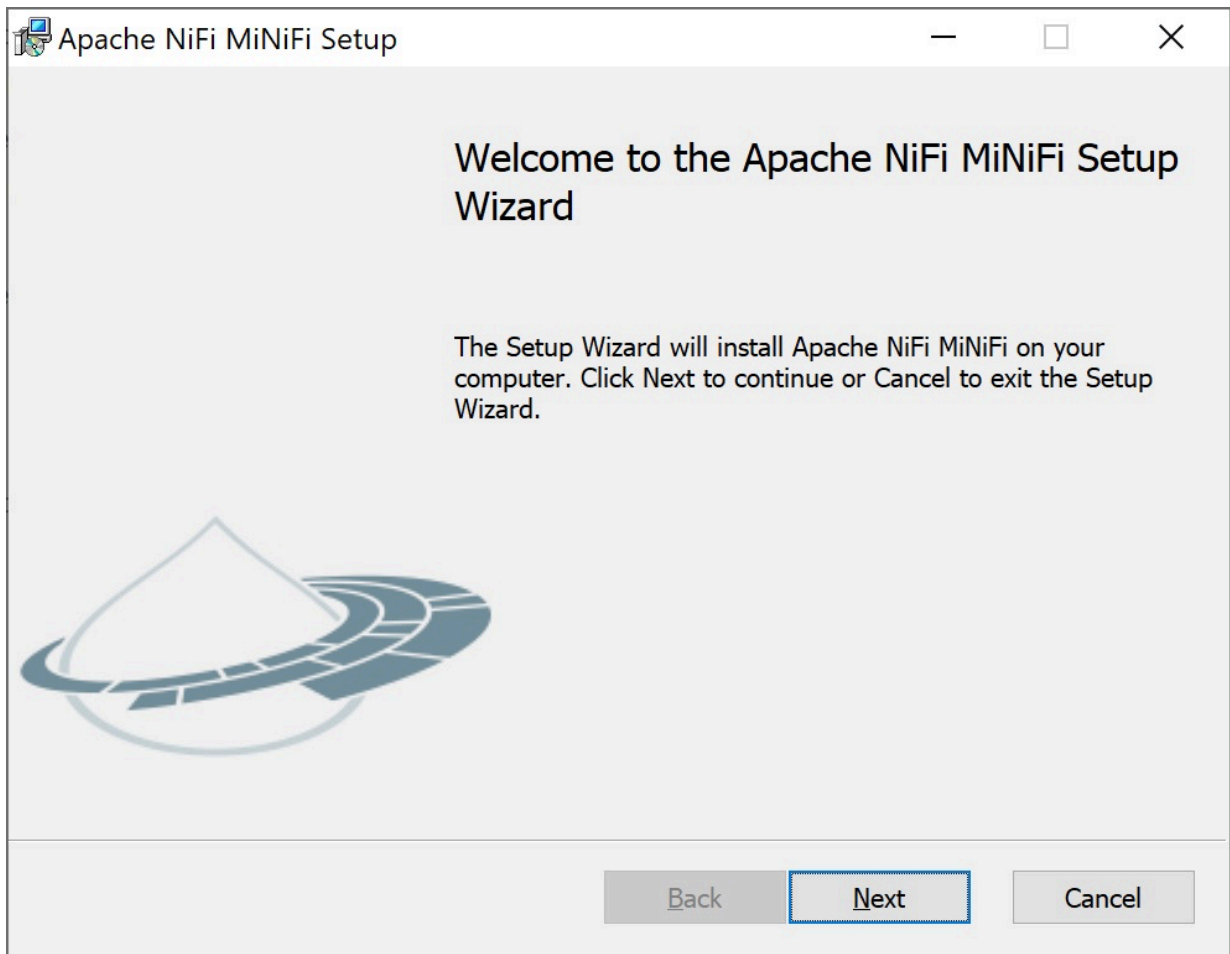 Apache NiFi MiNiFi Setup
Welcome to the Apache NiFi MiNiFi Setup
Wizard
The Setup Wizard will install Apache NiFi MiNiFi on your
computer. Click Next to continue or Cancel to exit the Setup
Wizard.
Back
Next
Cancel